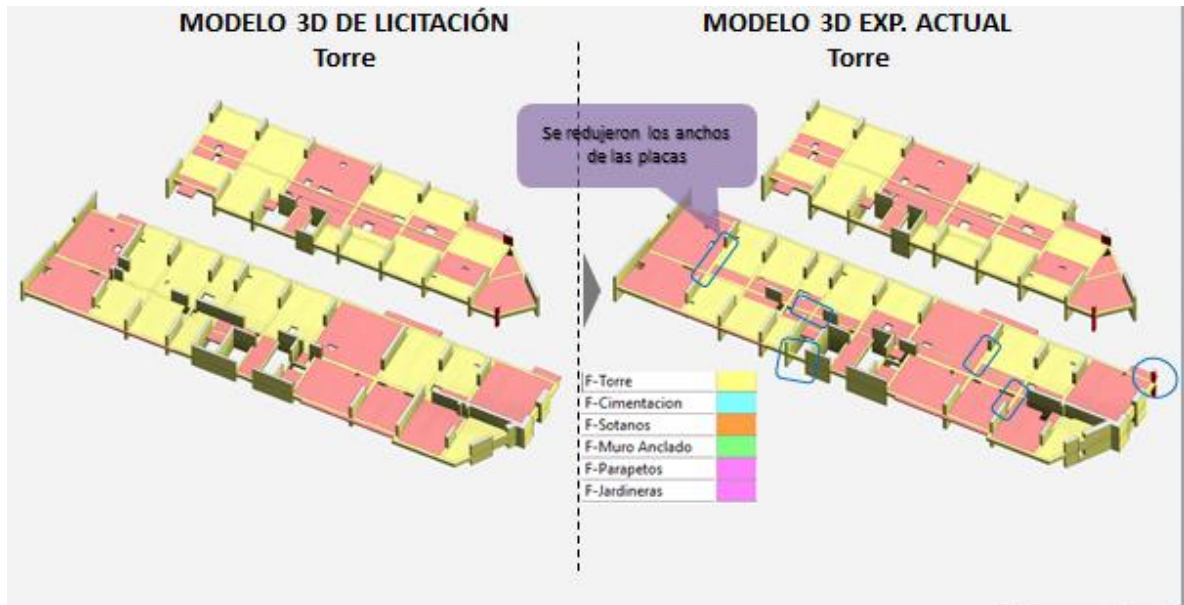 MODELO 3D DE LICITACIÓN
Torre
MODELO 3D EXP. ACTUAL
Torre
Se redujeron los anchos
de las placas
F-Torre
F-Cimentacion
F-Sotanos
F-Muro Anclado
F-Parapetos
F-Jardineras